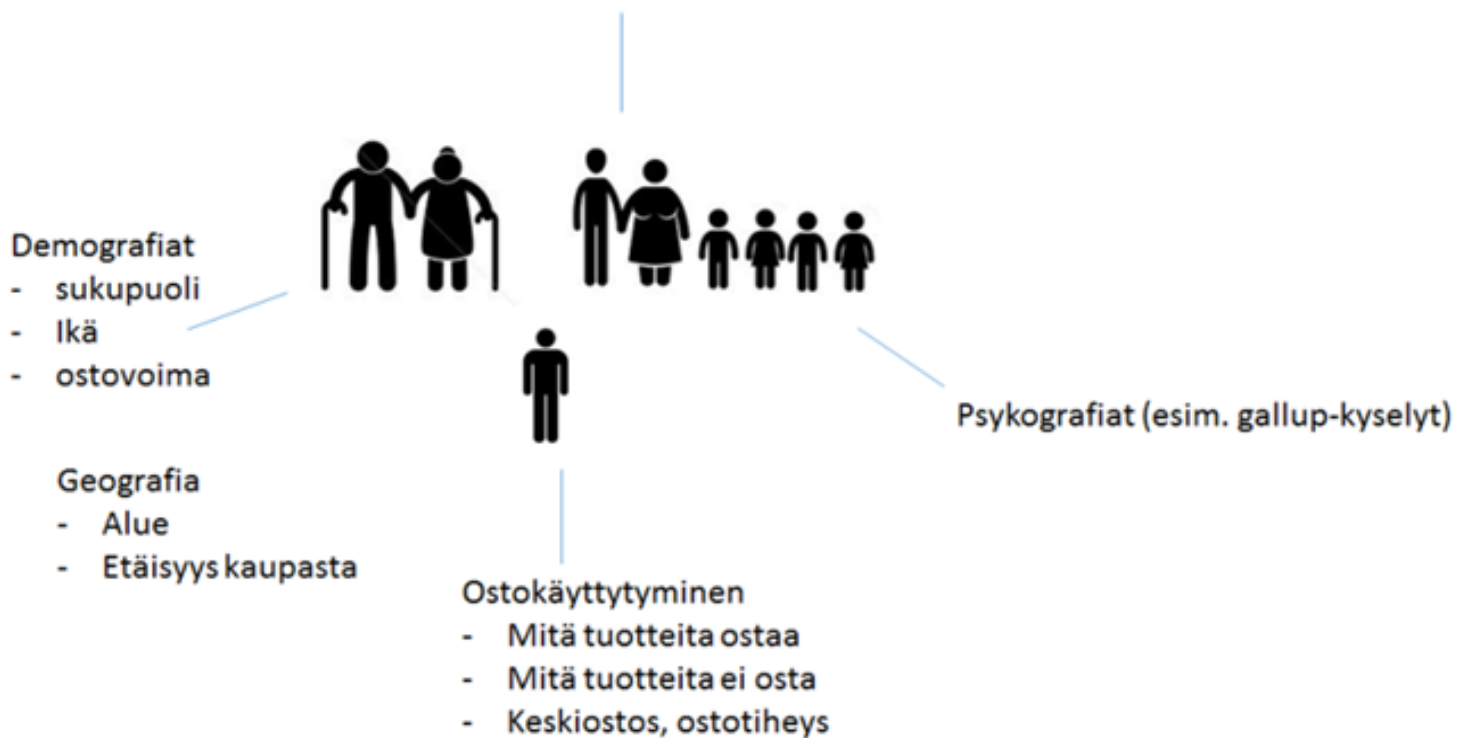 Demografiat
- sukupuoli
- Ikä
- ostovoima
Psykografiat (esim. gallup-kyselyt)
Geografia
- Alue
- Etäisyys kaupasta
Ostokäyttytyminen
- Mitä tuotteita ostaa
- Mitä tuotteita ei osta
- Keskiostos, ostotiheys